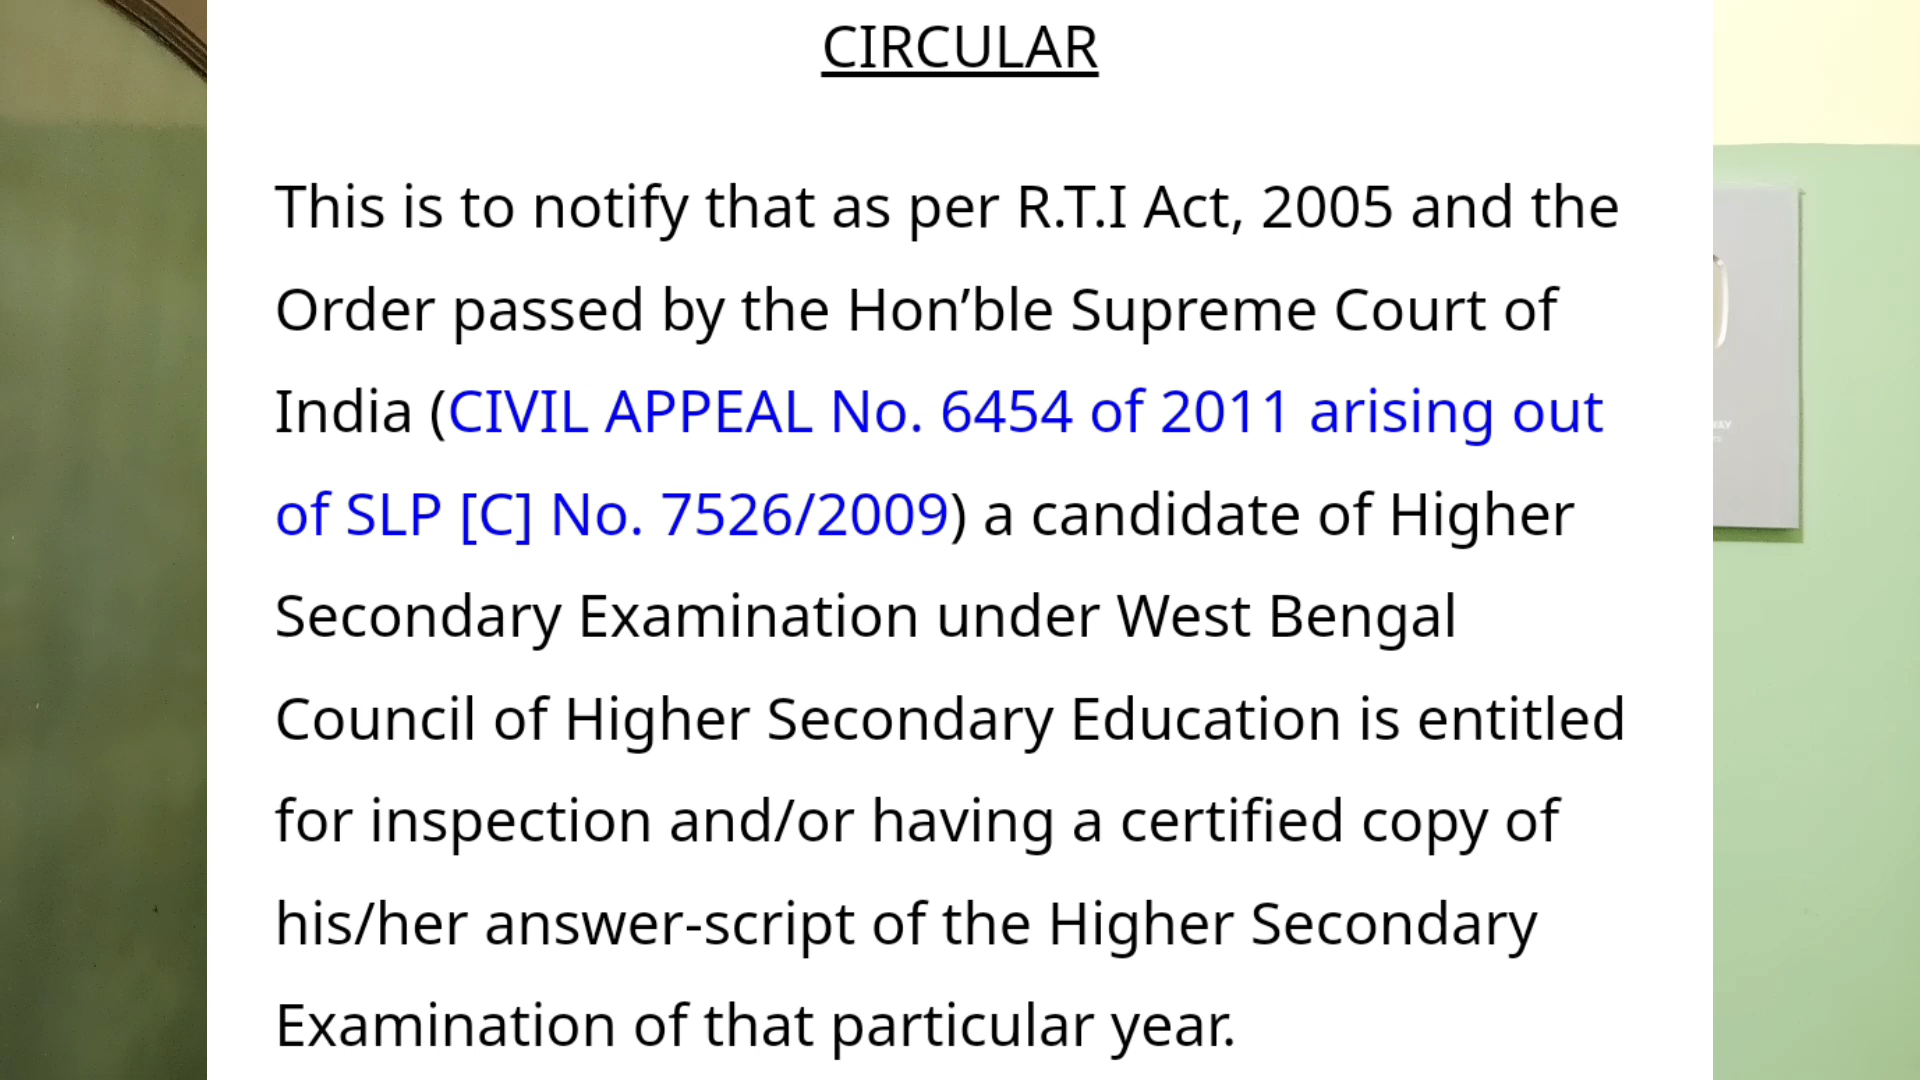 CIRCULAR
This is to notify that as per R.T.I Act, 2005 and the
Order passed by the Hon’ble Supreme Court of
India (CIVIL APPEAL No. 6454 of 2011 arising out
of SLP [C] No. 7526/2009) a candidate of Higher
Secondary Examination under West Bengal
Council of Higher Secondary Education is entitled
for inspection and/or having a certified copy of
his/her answer-script of the Higher Secondary
Examination of that particular year.